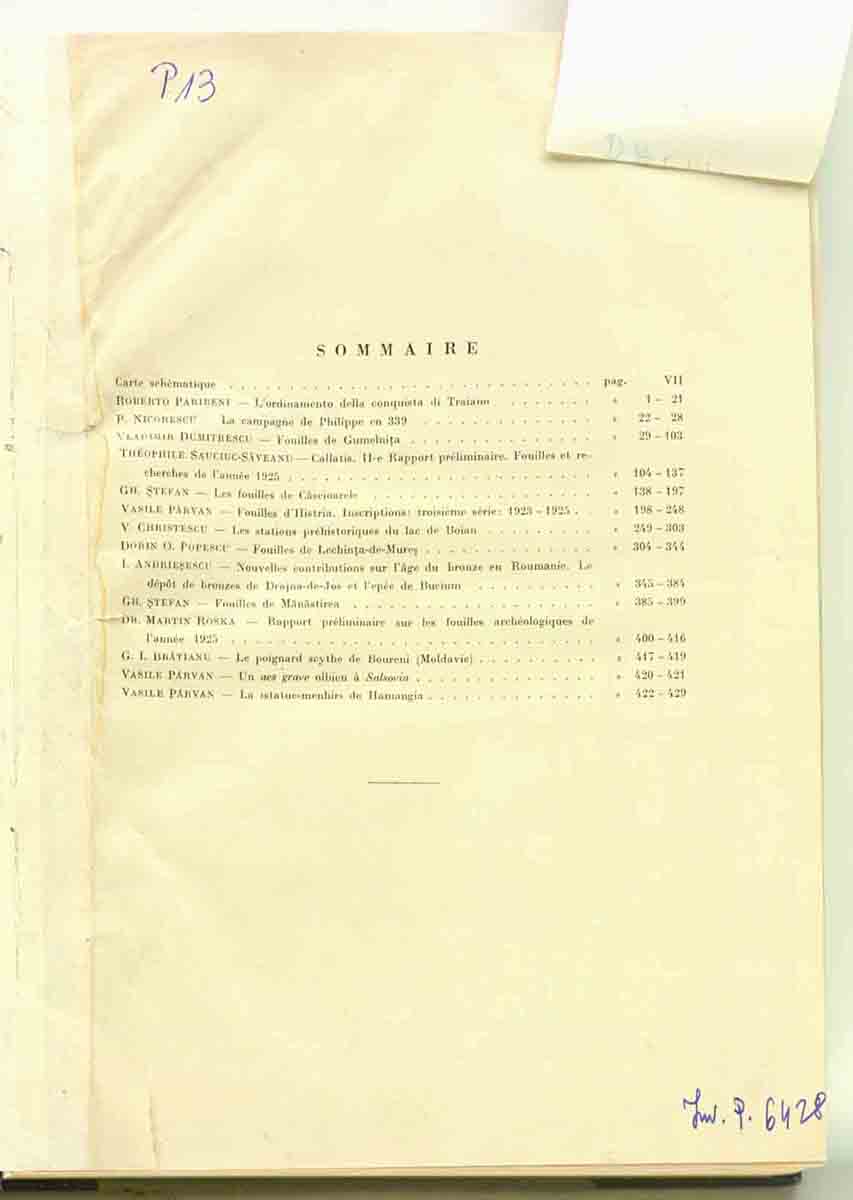 P13
SOMMAIRE
Carte schématique . . . . . . . . . . . . . . . . . . . . . . . . . . . . . . pag. VII
ROBERTO PARIBENI — L'ordinamento della conquista di Traiano . . . . . . . » 1 – 21
P. NICORESCU La campagne de Philippe en 339 . . . . . . . . . . . . » 22 – 28
VLADIMIR DUMITRESCU — Fouilles de Gumelnița . . . . . . . . . . . . . » 29 – 103
THÉOPHILE SAUCIUC-SĂVEANU — Callatis. II-e Rapport préliminaire. Fouilles et re-
cherches de l'année 1925 . . . . . . . . . . . . . . . . . . . . . . » 104 – 137
GH. ȘTEFAN — Les fouilles de Căscioarele . . . . . . . . . . . . . . . » 138 – 197
VASILE PÂRVAN — Fouilles d'Histria. Inscriptions: troisième série: 1923 – 1925 . . » 198 – 248
V. CHRISTESCU — Les stations préhistoriques du lac de Boian . . . . . . . . . » 249 – 303
DORIN O. POPESCU — Fouilles de Lechința-de-Mureș . . . . . . . . . . . . » 304 – 344
I. ANDRIEȘESCU — Nouvelles contributions sur l'âge du bronze en Roumanie. Le
dépôt de bronzes de Drajna-de-Jos et l'epée de Bucium . . . . . . . . . . » 345 – 384
GH. ȘTEFAN — Fouilles de Mânăstirea . . . . . . . . . . . . . . . . . . » 385 – 399
DR. MARTIN ROSKA — Rapport préliminaire sur les fouilles archéologiques de
l'année 1925 . . . . . . . . . . . . . . . . . . . . . . . . . . » 400 – 416
G. I. BRĂTIANU — Le poignard scythe de Boureni (Moldavie) . . . . . . . . . . » 417 – 419
VASILE PÂRVAN — Un aes grave olbien à Salsovia . . . . . . . . . . . . . » 420 – 421
VASILE PÂRVAN — La «statue-menhir» de Hamangia . . . . . . . . . . . . . » 422 – 429
Inv. P. 6428